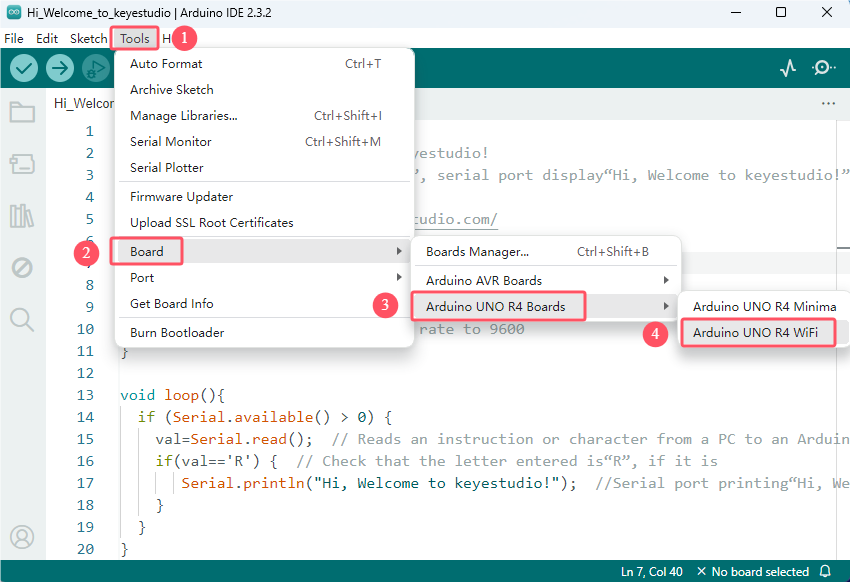 Hi_Welcome_to_keyestudio | Arduino IDE 2.3.2
File Edit Sketch Tools H 1
Auto Format Ctrl+T
Archive Sketch
Manage Libraries... Ctrl+Shift+I
Serial Monitor Ctrl+Shift+M
Serial Plotter
Firmware Updater
Upload SSL Root Certificates
2 Board
Port
Get Board Info
Burn Bootloader
Boards Manager... Ctrl+Shift+B
Arduino AVR Boards
3 Arduino UNO R4 Boards
Arduino UNO R4 Minima
4 Arduino UNO R4 WiFi
Hi_Welcor
1
2 yestudio!
3 ”, serial port display“Hi, Welcome to keyestudio!”
4
5 tudio.com/
8
9
10 rate to 9600
11 }
12
13 void loop(){
14 if (Serial.available() > 0) {
15 val=Serial.read(); // Reads an instruction or character from a PC to an Arduin
16 if(val=='R') { // Check that the letter entered is“R”, if it is
17 Serial.println("Hi, Welcome to keyestudio!"); //Serial port printing“Hi, We
18 }
19 }
20 }
Ln 7, Col 40 × No board selected